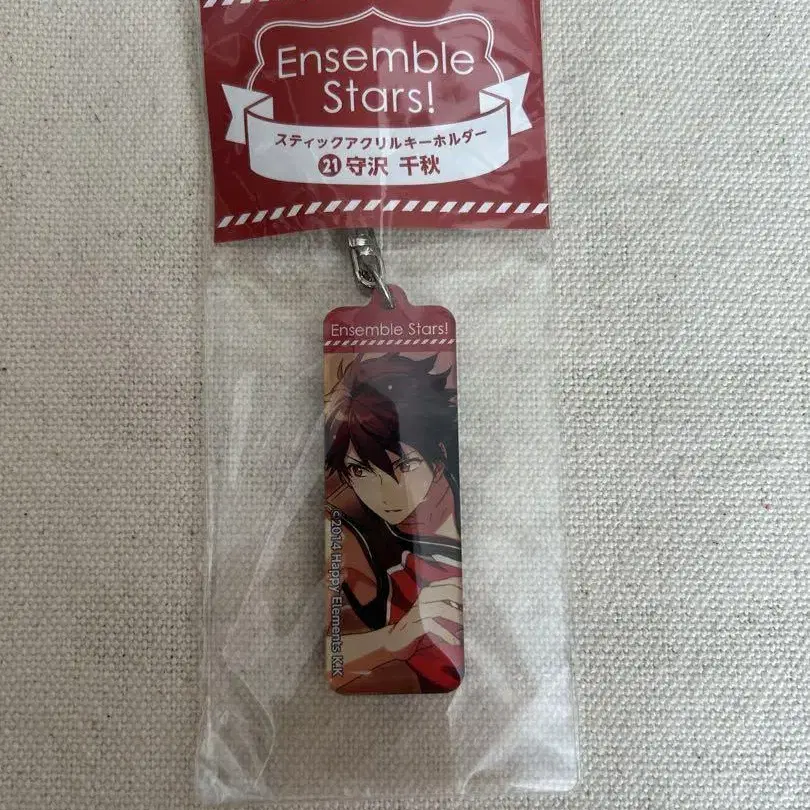 Ensemble
Stars!
スティックアクリルキーホルダー
21 守沢 千秋
Ensemble Stars!
c2014 Happy Elements K.K